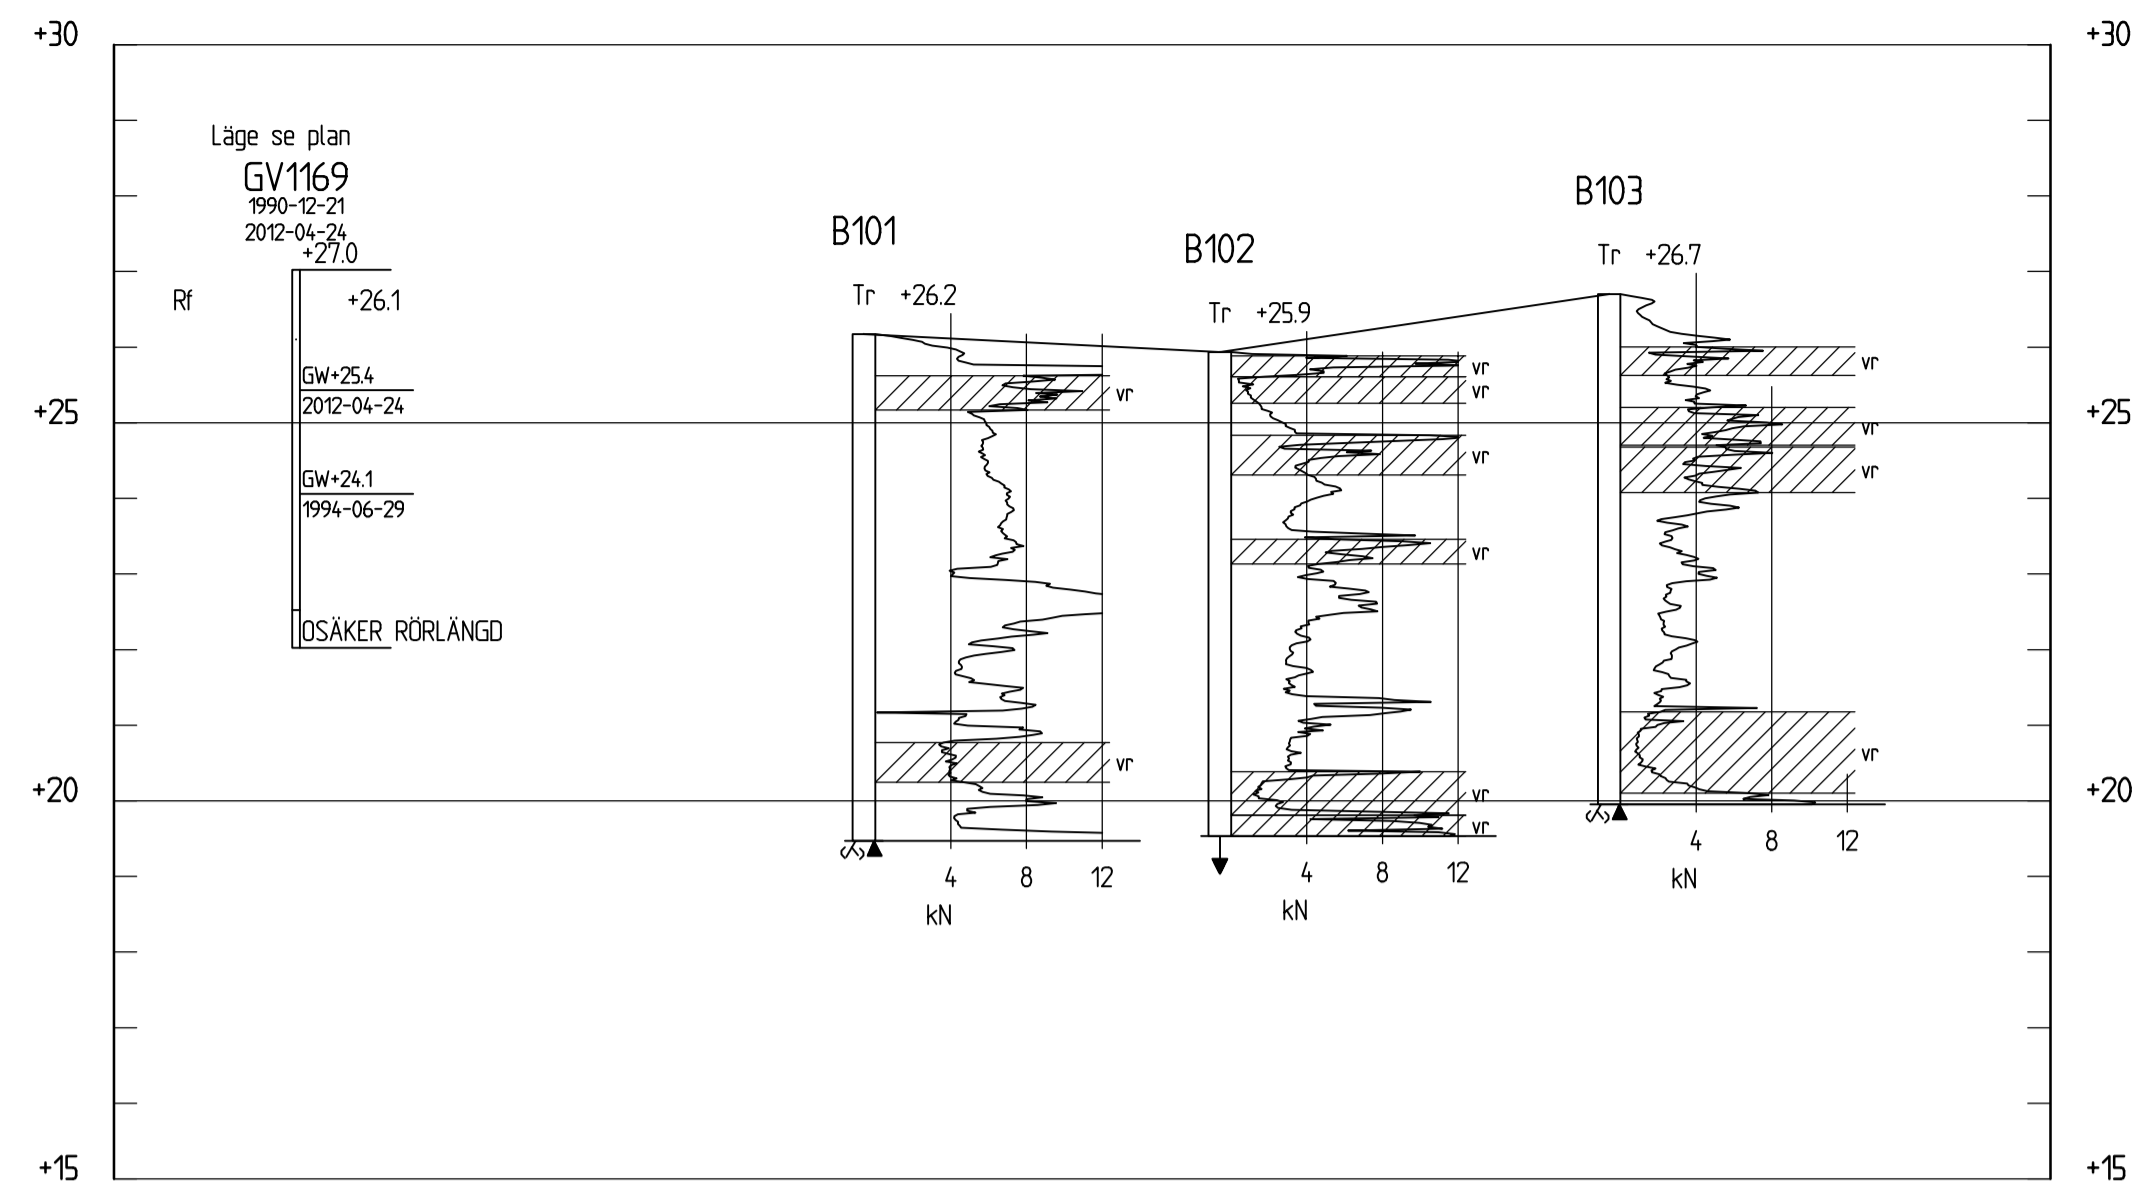 +30
+30
Läge se plan
GV1169
1990-12-21
2012-04-24
+27.0
Rf
+26.1
GW+25.4
2012-04-24
GW+24.1
1994-06-29
OSÄKER RÖRLÄNGD
B101
Tr +26.2
vr
vr
4 8 12
kN
B102
Tr +25.9
vr
vr
vr
vr
vr
vr
4 8 12
kN
B103
Tr +26.7
vr
vr
vr
vr
4 8 12
kN
+25
+25
+20
+20
+15
+15